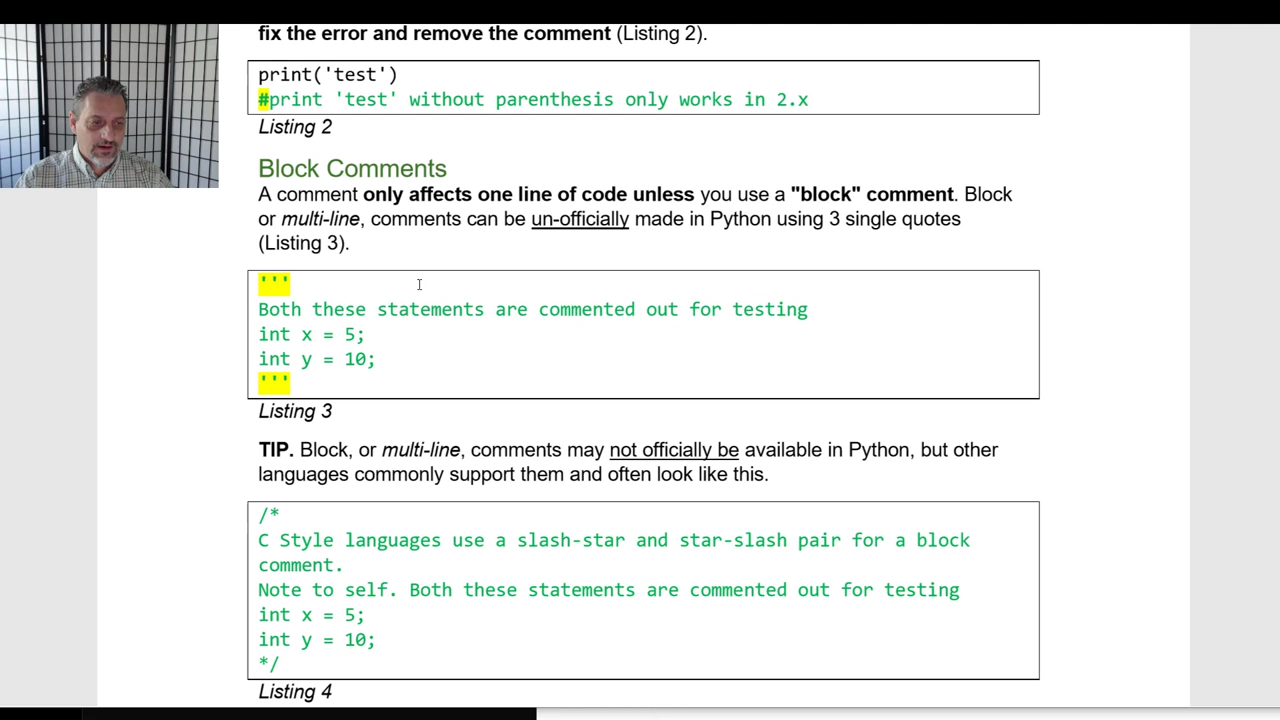 fix the error and remove the comment (Listing 2).
print('test')
#print 'test' without parenthesis only works in 2.x
Listing 2
Block Comments
A comment only affects one line of code unless you use a "block" comment. Block
or multi-line, comments can be un-officially made in Python using 3 single quotes
(Listing 3).
'''
Both these statements are commented out for testing
int x = 5;
int y = 10;
'''
Listing 3
TIP. Block, or multi-line, comments may not officially be available in Python, but other
languages commonly support them and often look like this.
/*
C Style languages use a slash-star and star-slash pair for a block
comment.
Note to self. Both these statements are commented out for testing
int x = 5;
int y = 10;
*/
Listing 4